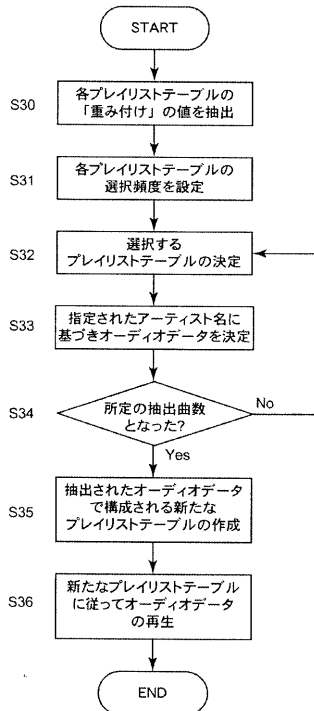 START
S30
各プレイリストテーブルの
「重み付け」の値を抽出
S31
各プレイリストテーブルの
選択頻度を設定
S32
選択する
プレイリストテーブルの決定
S33
指定されたアーティスト名に
基づきオーディオデータを決定
S34
所定の抽出曲数
となった?
No
Yes
S35
抽出されたオーディオデータ
で構成される新たな
プレイリストテーブルの作成
S36
新たなプレイリストテーブル
に従ってオーディオデータ
の再生
END